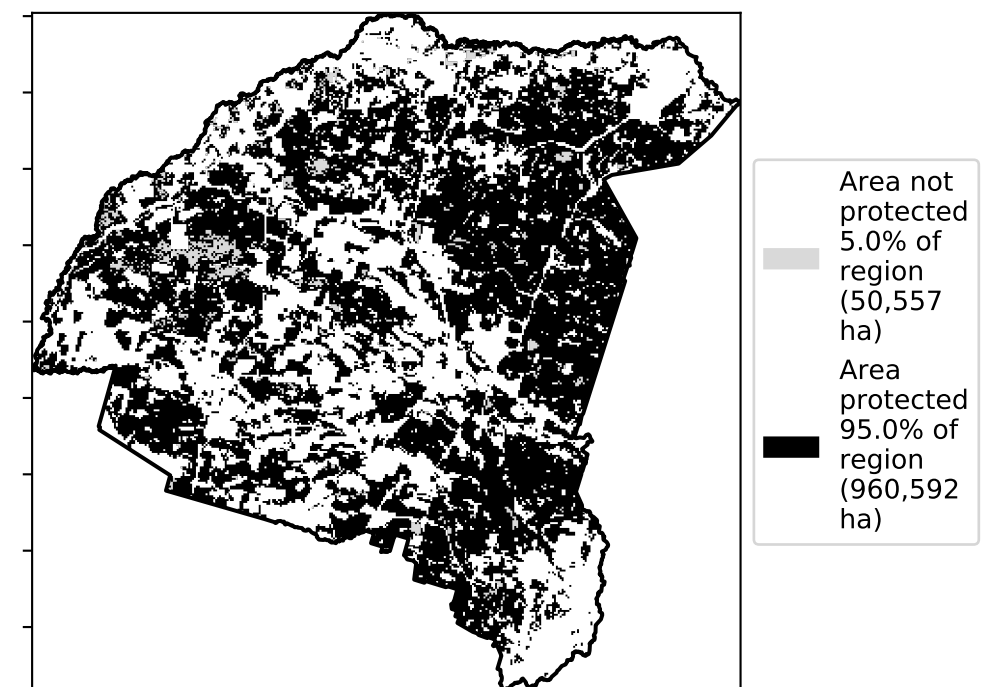 Area not
protected
5.0% of
region
(50,557
ha)
Area
protected
95.0% of
region
(960,592
ha)